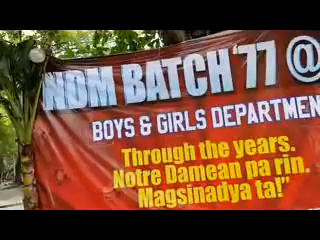 NDM BATCH '77 @
BOYS & GIRLS DEPARTMEN
Through the years.
Notre Damean pa rin.
Magsinadya ta!"